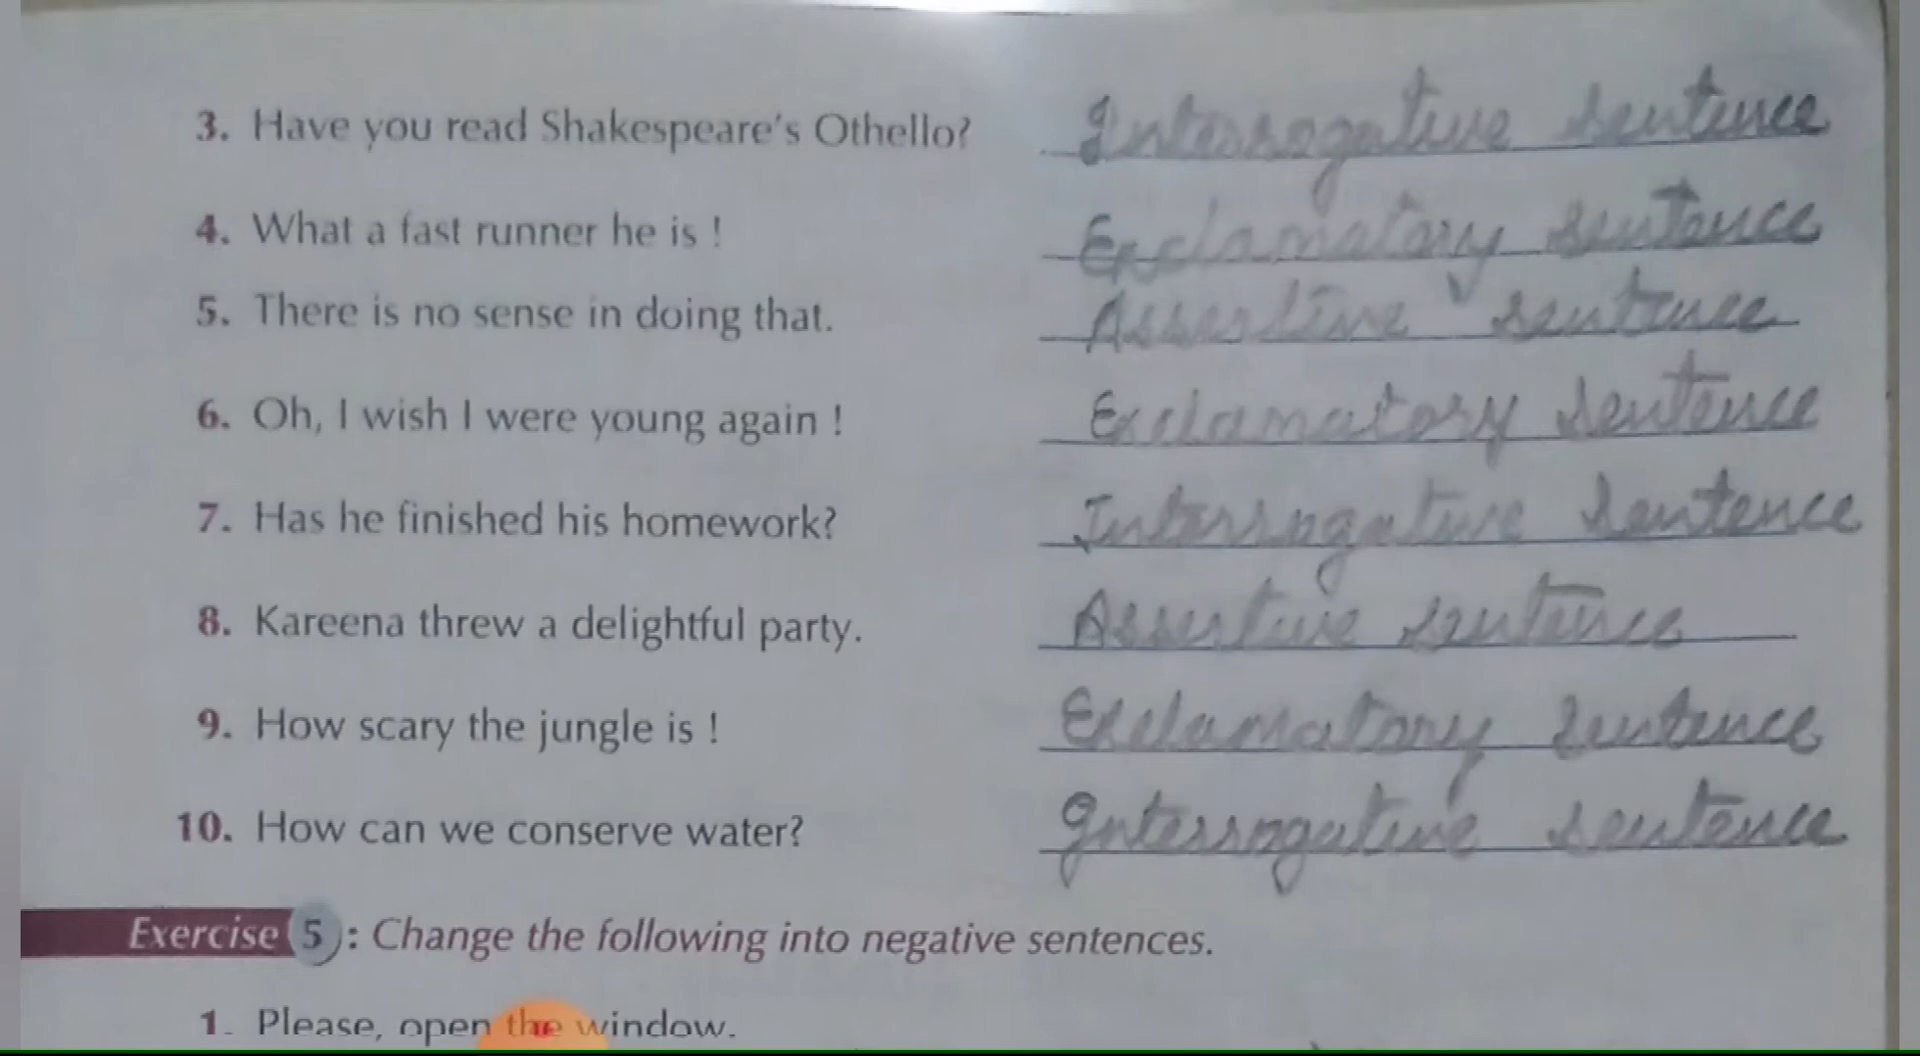 3. Have you read Shakespeare's Othello? Interrogative sentence
4. What a fast runner he is ! Exclamatory sentence
5. There is no sense in doing that. Assertive sentence
6. Oh, I wish I were young again ! Exclamatory sentence
7. Has he finished his homework? Interrogative sentence
8. Kareena threw a delightful party. Assertive sentence
9. How scary the jungle is ! Exclamatory sentence
10. How can we conserve water? Interrogative sentence
Exercise 5 : Change the following into negative sentences.
1. Please, open the window.